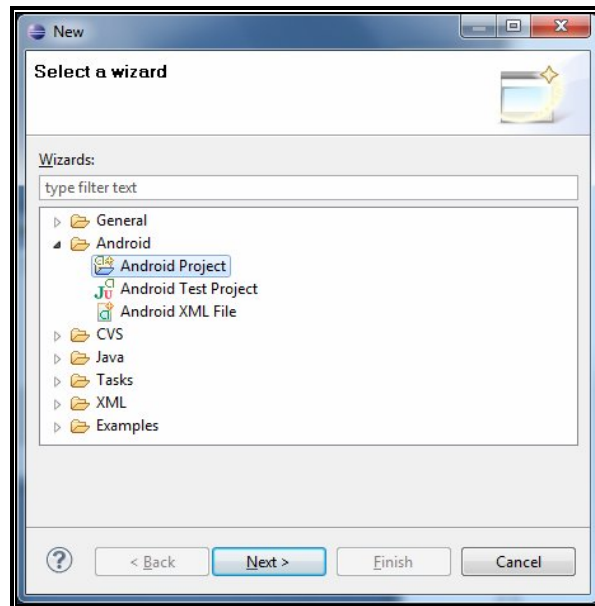 New
Select a wizard
Wizards:
type filter text
General
Android
Android Project
Android Test Project
Android XML File
CVS
Java
Tasks
XML
Examples
? < Back Next > Finish Cancel